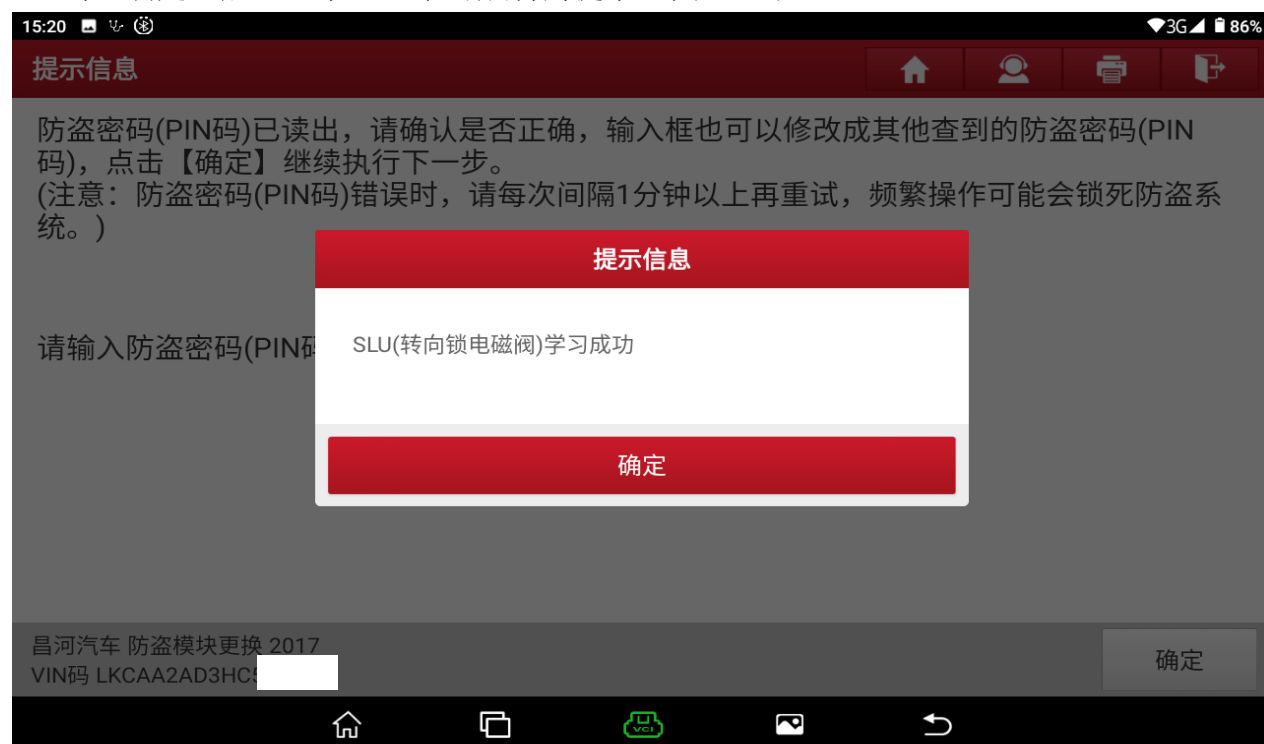 15:20
3G
86%
提示信息
防盗密码(PIN码)已读出，请确认是否正确，输入框也可以修改成其他查到的防盗密码(PIN
码)，点击【确定】继续执行下一步。
(注意：防盗密码(PIN码)错误时，请每次间隔1分钟以上再重试，频繁操作可能会锁死防盗系
统。)
提示信息
请输入防盗密码(PIN
SLU(转向锁电磁阀)学习成功
确定
昌河汽车 防盗模块更换 2017
VIN码 LKCAA2AD3HC
确定
VCI